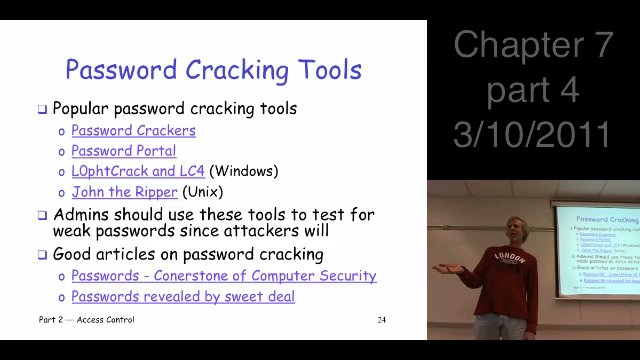 Password Cracking Tools
Popular password cracking tools
Password Crackers
Password Portal
L0phtCrack and LC4 (Windows)
John the Ripper (Unix)
Admins should use these tools to test for
weak passwords since attackers will
Good articles on password cracking
Passwords - Conerstone of Computer Security
Passwords revealed by sweet deal
Part 2 — Access Control
24
Chapter 7
part 4
3/10/2011
LONDON
Password Cracking